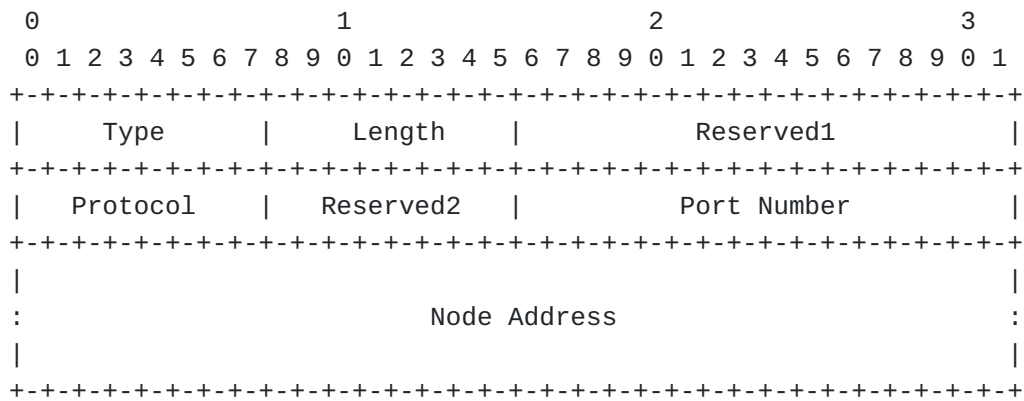 0                   1                   2                   3
0 1 2 3 4 5 6 7 8 9 0 1 2 3 4 5 6 7 8 9 0 1 2 3 4 5 6 7 8 9 0 1
+-+-+-+-+-+-+-+-+-+-+-+-+-+-+-+-+-+-+-+-+-+-+-+-+-+-+-+-+-+-+-+-+
|     Type      |     Length    |           Reserved1           |
+-+-+-+-+-+-+-+-+-+-+-+-+-+-+-+-+-+-+-+-+-+-+-+-+-+-+-+-+-+-+-+-+
|   Protocol    |   Reserved2   |          Port Number          |
+-+-+-+-+-+-+-+-+-+-+-+-+-+-+-+-+-+-+-+-+-+-+-+-+-+-+-+-+-+-+-+-+
|                                                               |
:                          Node Address                         :
|                                                               |
+-+-+-+-+-+-+-+-+-+-+-+-+-+-+-+-+-+-+-+-+-+-+-+-+-+-+-+-+-+-+-+-+